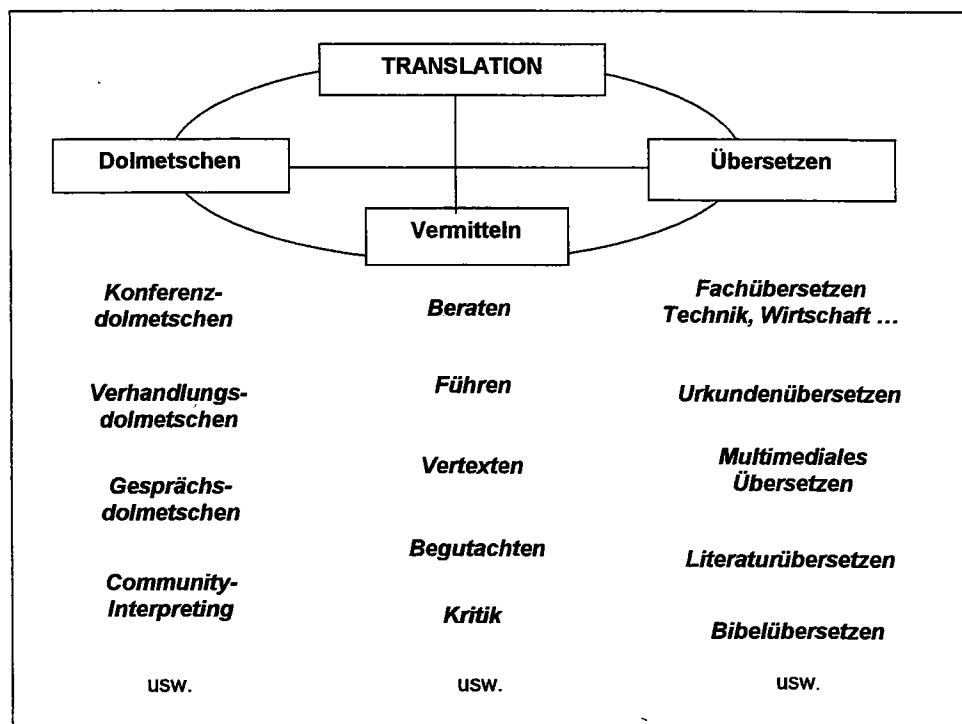 TRANSLATION
Dolmetschen
Übersetzen
Vermitteln
Konferenz-
dolmetschen
Verhandlungs-
dolmetschen
Gesprächs-
dolmetschen
Community-
Interpreting
usw.
Beraten
Führen
Vertexten
Begutachten
Kritik
usw.
Fachübersetzen
Technik, Wirtschaft ...
Urkundenübersetzen
Multimediales
Übersetzen
Literaturübersetzen
Bibelübersetzen
usw.